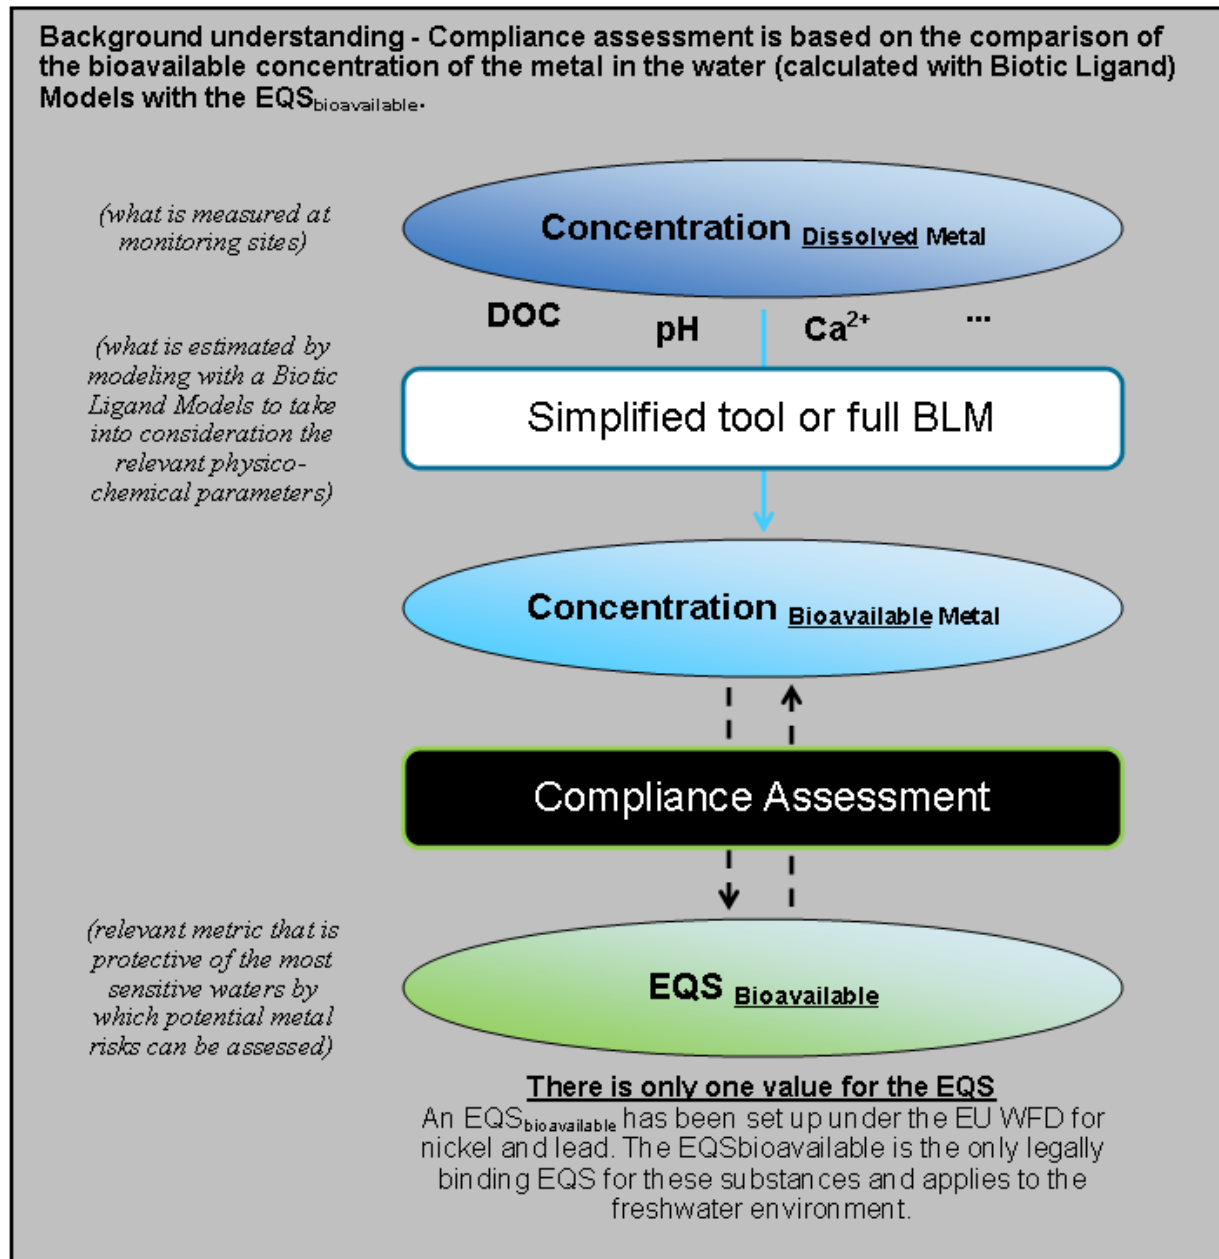 Background understanding - Compliance assessment is based on the comparison of
the bioavailable concentration of the metal in the water (calculated with Biotic Ligand)
Models with the EQSbioavailable.
(what is measured at
monitoring sites)
Concentration Dissolved Metal
DOC pH Ca²⁺ ...
(what is estimated by
modeling with a Biotic
Ligand Models to take
into consideration the
relevant physico-
chemical parameters)
Simplified tool or full BLM
Concentration Bioavailable Metal
Compliance Assessment
(relevant metric that is
protective of the most
sensitive waters by
which potential metal
risks can be assessed)
EQS Bioavailable
There is only one value for the EQS
An EQSbioavailable has been set up under the EU WFD for
nickel and lead. The EQSbioavailable is the only legally
binding EQS for these substances and applies to the
freshwater environment.